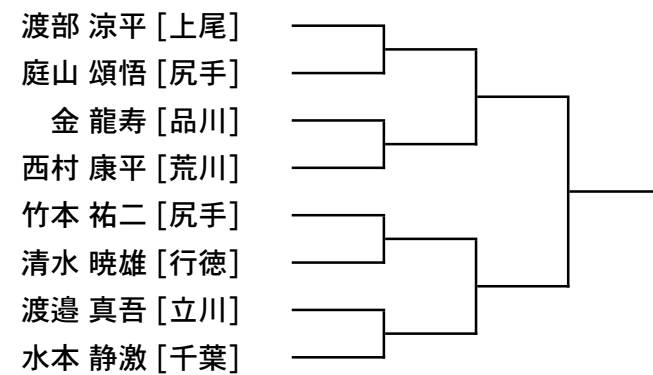 渡部 涼平 [上尾]
庭山 頌悟 [尻手]
金 龍寿 [品川]
西村 康平 [荒川]
竹本 祐二 [尻手]
清水 暁雄 [行徳]
渡邉 真吾 [立川]
水本 静激 [千葉]